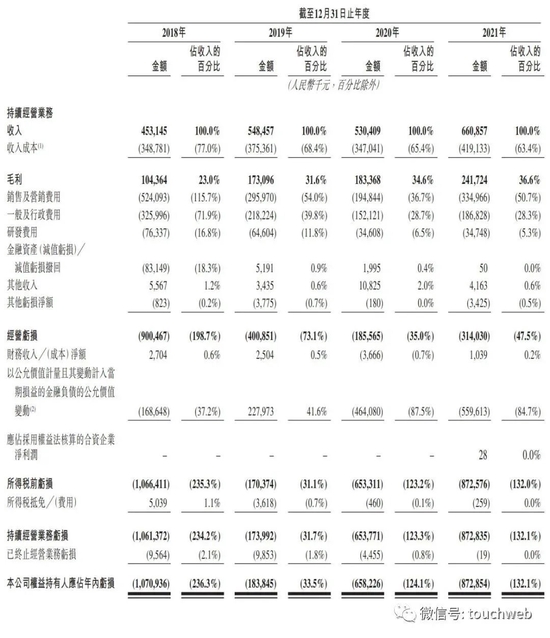 截至12月31日止年度
2018年 2019年 2020年 2021年
佔收入的 佔收入的 佔收入的 佔收入的
金額 百分比 金額 百分比 金額 百分比 金額 百分比
(人民幣千元，百分比除外)
持續經營業務
收入 453,145 100.0% 548,457 100.0% 530,409 100.0% 660,857 100.0%
收入成本(1) (348,781) (77.0%) (375,361) (68.4%) (347,041) (65.4%) (419,133) (63.4%)
毛利 104,364 23.0% 173,096 31.6% 183,368 34.6% 241,724 36.6%
銷售及營銷費用 (524,093) (115.7%) (295,970) (54.0%) (194,844) (36.7%) (334,966) (50.7%)
一般及行政費用 (325,996) (71.9%) (218,224) (39.8%) (152,121) (28.7%) (186,828) (28.3%)
研發費用 (76,337) (16.8%) (64,604) (11.8%) (34,608) (6.5%) (34,748) (5.3%)
金融資產(減值虧損)／
減值虧損撥回 (83,149) (18.3%) 5,191 0.9% 1,995 0.4% 50 0.0%
其他收入 5,567 1.2% 3,435 0.6% 10,825 2.0% 4,163 0.6%
其他虧損淨額 (823) (0.2%) (3,775) (0.7%) (180) 0.0% (3,425) (0.5%)
經營虧損 (900,467) (198.7%) (400,851) (73.1%) (185,565) (35.0%) (314,030) (47.5%)
財務收入／(成本)淨額 2,704 0.6% 2,504 0.5% (3,666) (0.7%) 1,039 0.2%
以公允價值計量且其變動計入當
期損益的金融負債的公允價值
變動(2) (168,648) (37.2%) 227,973 41.6% (464,080) (87.5%) (559,613) (84.7%)
應佔採用權益法核算的合資企業
淨利潤 – – – – – – 28 0.0%
所得稅前虧損 (1,066,411) (235.3%) (170,374) (31.1%) (653,311) (123.2%) (872,576) (132.0%)
所得稅抵免／(費用) 5,039 1.1% (3,618) (0.7%) (460) (0.1%) (259) 0.0%
持續經營業務虧損 (1,061,372) (234.2%) (173,992) (31.7%) (653,771) (123.3%) (872,835) (132.1%)
已終止經營業務虧損 (9,564) (2.1%) (9,853) (1.8%) (4,455) (0.8%) (19) 0.0%
本公司權益持有人應佔年內虧損 (1,070,936) (236.3%) (183,845) (33.5%) (658,226) (124.1%) (872,854) (132.1%)
微信号: touchweb